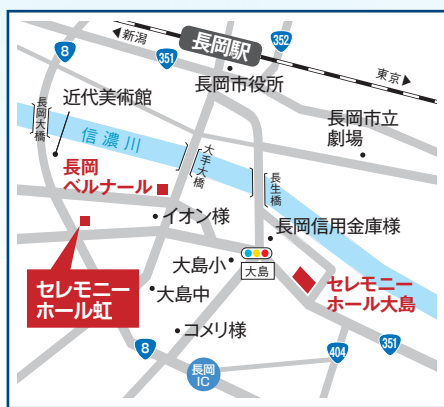 8
新潟
351
長岡駅
352
長岡市役所
東京
近代美術館
長岡大橋
信濃川
大手大橋
長生橋
長岡市立
劇場
長岡
ベルナール
イオン様
長岡信用金庫様
大島小
大島
セレモニー
ホール虹
大島中
セレモニー
ホール大島
コメリ様
8
長岡
IC
404
351